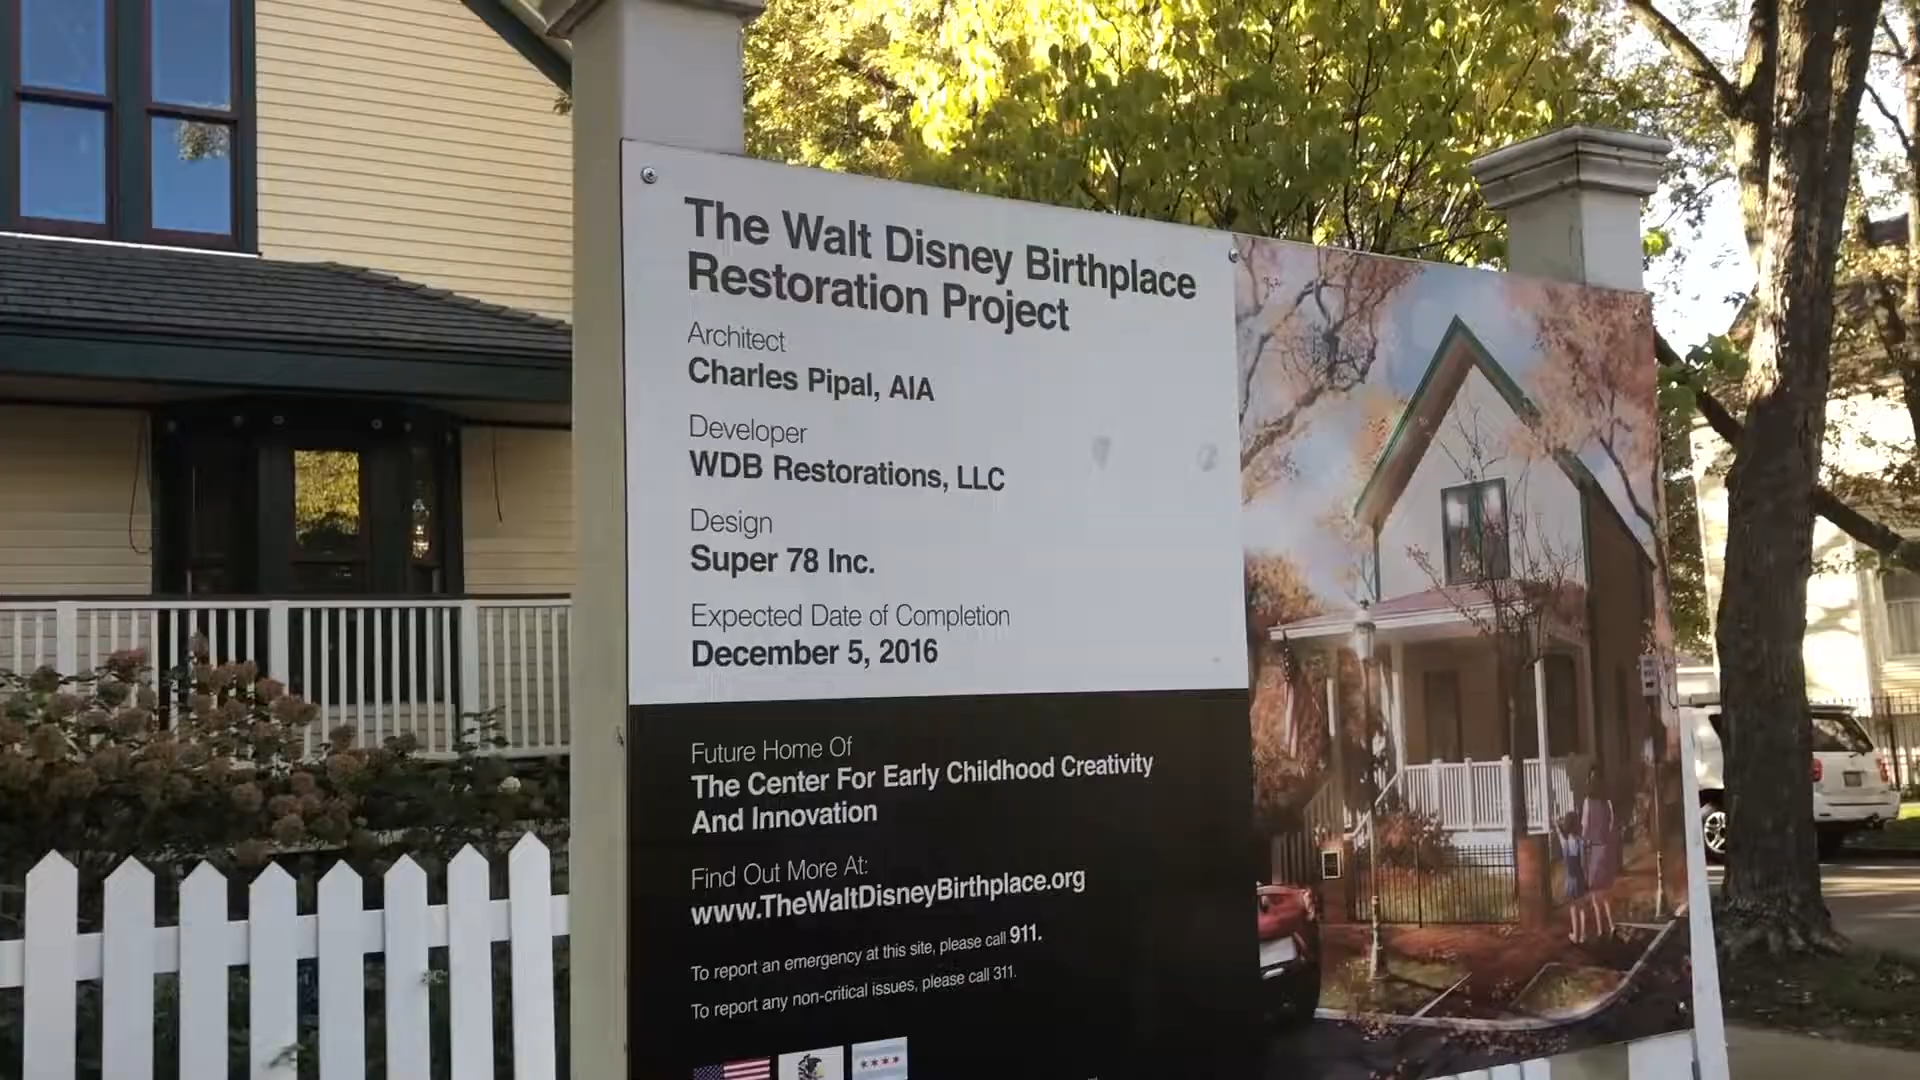 The Walt Disney Birthplace
Restoration Project
Architect
Charles Pipal, AIA
Developer
WDB Restorations, LLC
Design
Super 78 Inc.
Expected Date of Completion
December 5, 2016
Future Home Of
The Center For Early Childhood Creativity
And Innovation
Find Out More At:
www.TheWaltDisneyBirthplace.org
To report an emergency at this site, please call 911.
To report any non-critical issues, please call 311.